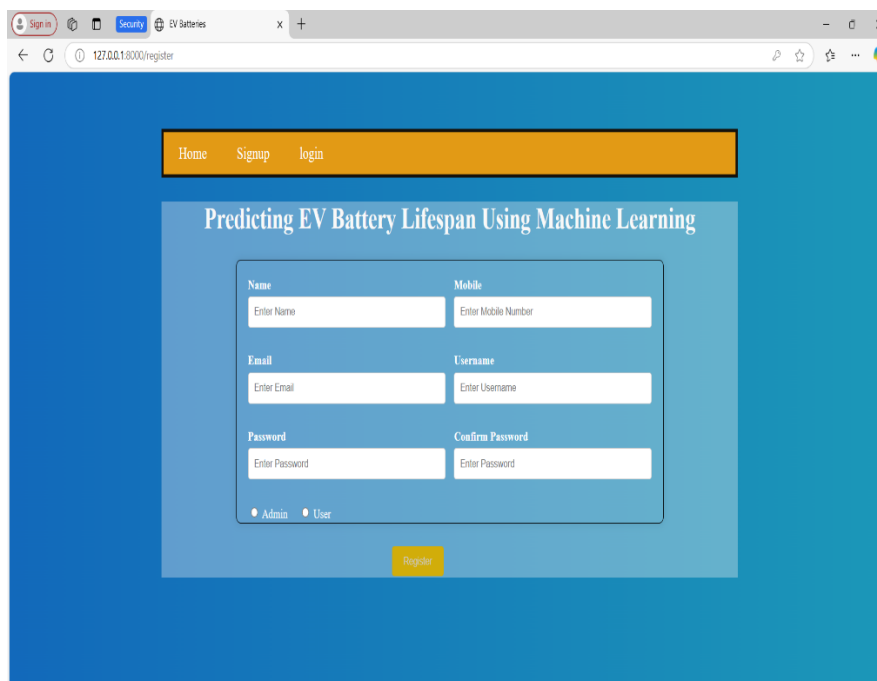 Sign in Security EV Batteries
127.0.0.1:8000/register
Home Signup login
Predicting EV Battery Lifespan Using Machine Learning
Name Mobile
Enter Name Enter Mobile Number
Email Username
Enter Email Enter Username
Password Confirm Password
Enter Password Enter Password
Admin User
Register